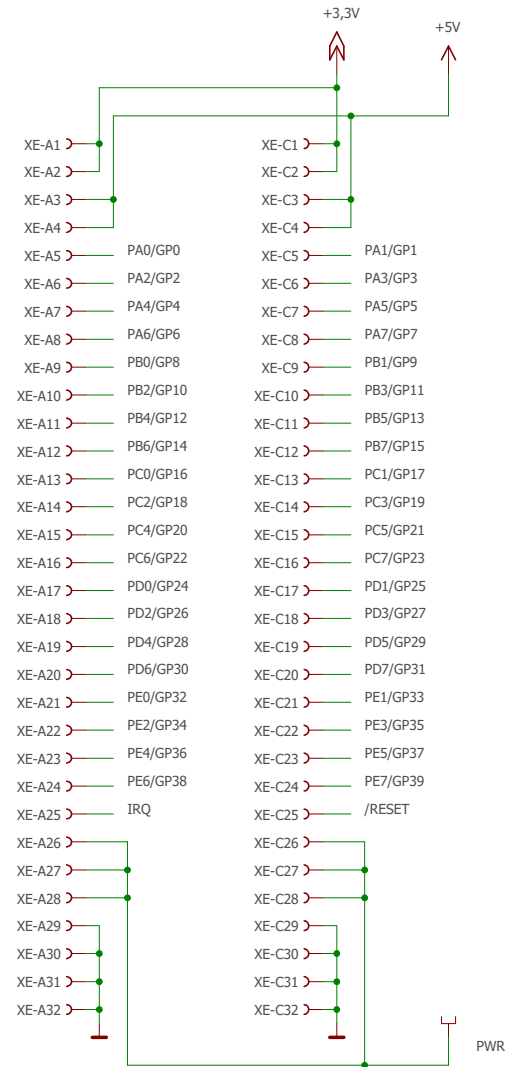 +3,3V
+5V
XE-A1 XE-C1
XE-A2 XE-C2
XE-A3 XE-C3
XE-A4 XE-C4
XE-A5 PA0/GP0 XE-C5 PA1/GP1
XE-A6 PA2/GP2 XE-C6 PA3/GP3
XE-A7 PA4/GP4 XE-C7 PA5/GP5
XE-A8 PA6/GP6 XE-C8 PA7/GP7
XE-A9 PB0/GP8 XE-C9 PB1/GP9
XE-A10 PB2/GP10 XE-C10 PB3/GP11
XE-A11 PB4/GP12 XE-C11 PB5/GP13
XE-A12 PB6/GP14 XE-C12 PB7/GP15
XE-A13 PC0/GP16 XE-C13 PC1/GP17
XE-A14 PC2/GP18 XE-C14 PC3/GP19
XE-A15 PC4/GP20 XE-C15 PC5/GP21
XE-A16 PC6/GP22 XE-C16 PC7/GP23
XE-A17 PD0/GP24 XE-C17 PD1/GP25
XE-A18 PD2/GP26 XE-C18 PD3/GP27
XE-A19 PD4/GP28 XE-C19 PD5/GP29
XE-A20 PD6/GP30 XE-C20 PD7/GP31
XE-A21 PE0/GP32 XE-C21 PE1/GP33
XE-A22 PE2/GP34 XE-C22 PE3/GP35
XE-A23 PE4/GP36 XE-C23 PE5/GP37
XE-A24 PE6/GP38 XE-C24 PE7/GP39
XE-A25 IRQ XE-C25 /RESET
XE-A26 XE-C26
XE-A27 XE-C27
XE-A28 XE-C28
XE-A29 XE-C29
XE-A30 XE-C30
XE-A31 XE-C31
XE-A32 XE-C32
PWR